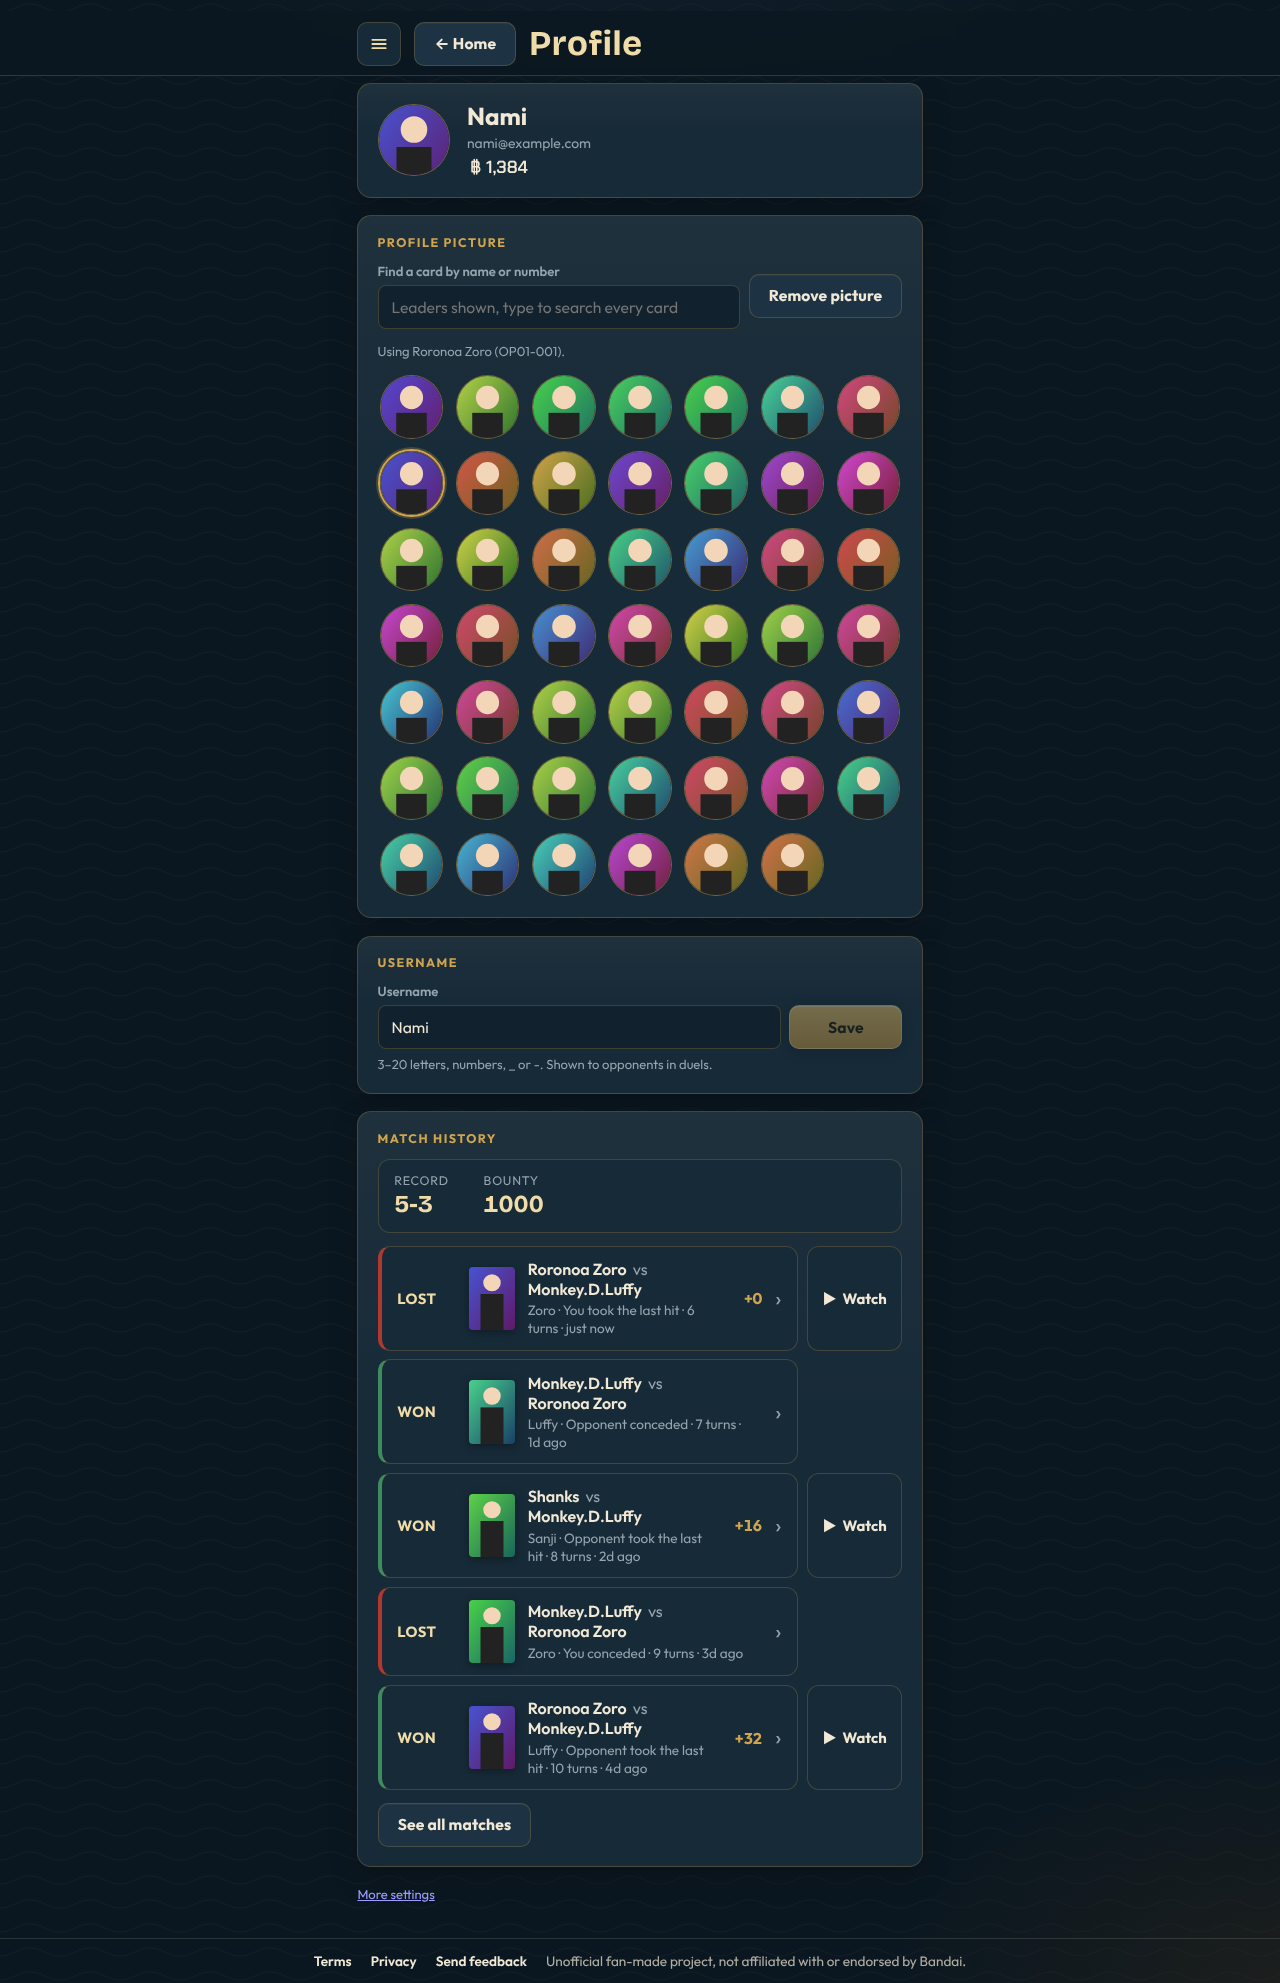 ← Home
Profile
Nami
nami@example.com
฿ 1,384
PROFILE PICTURE
Find a card by name or number
Leaders shown, type to search every card
Remove picture
Using Roronoa Zoro (OP01-001).
USERNAME
Username
Nami
Save
3–20 letters, numbers, _ or -. Shown to opponents in duels.
MATCH HISTORY
RECORD
5-3
BOUNTY
1000
LOST
Roronoa Zoro vs
Monkey.D.Luffy
Zoro · You took the last hit · 6
turns · just now
+0 ›
▶ Watch
WON
Monkey.D.Luffy vs
Roronoa Zoro
Luffy · Opponent conceded · 7 turns ·
1d ago
›
WON
Shanks vs
Monkey.D.Luffy
Sanji · Opponent took the last
hit · 8 turns · 2d ago
+16 ›
▶ Watch
LOST
Monkey.D.Luffy vs
Roronoa Zoro
Zoro · You conceded · 9 turns · 3d ago
›
WON
Roronoa Zoro vs
Monkey.D.Luffy
Luffy · Opponent took the last
hit · 10 turns · 4d ago
+32 ›
▶ Watch
See all matches
More settings
Terms Privacy Send feedback Unofficial fan-made project, not affiliated with or endorsed by Bandai.